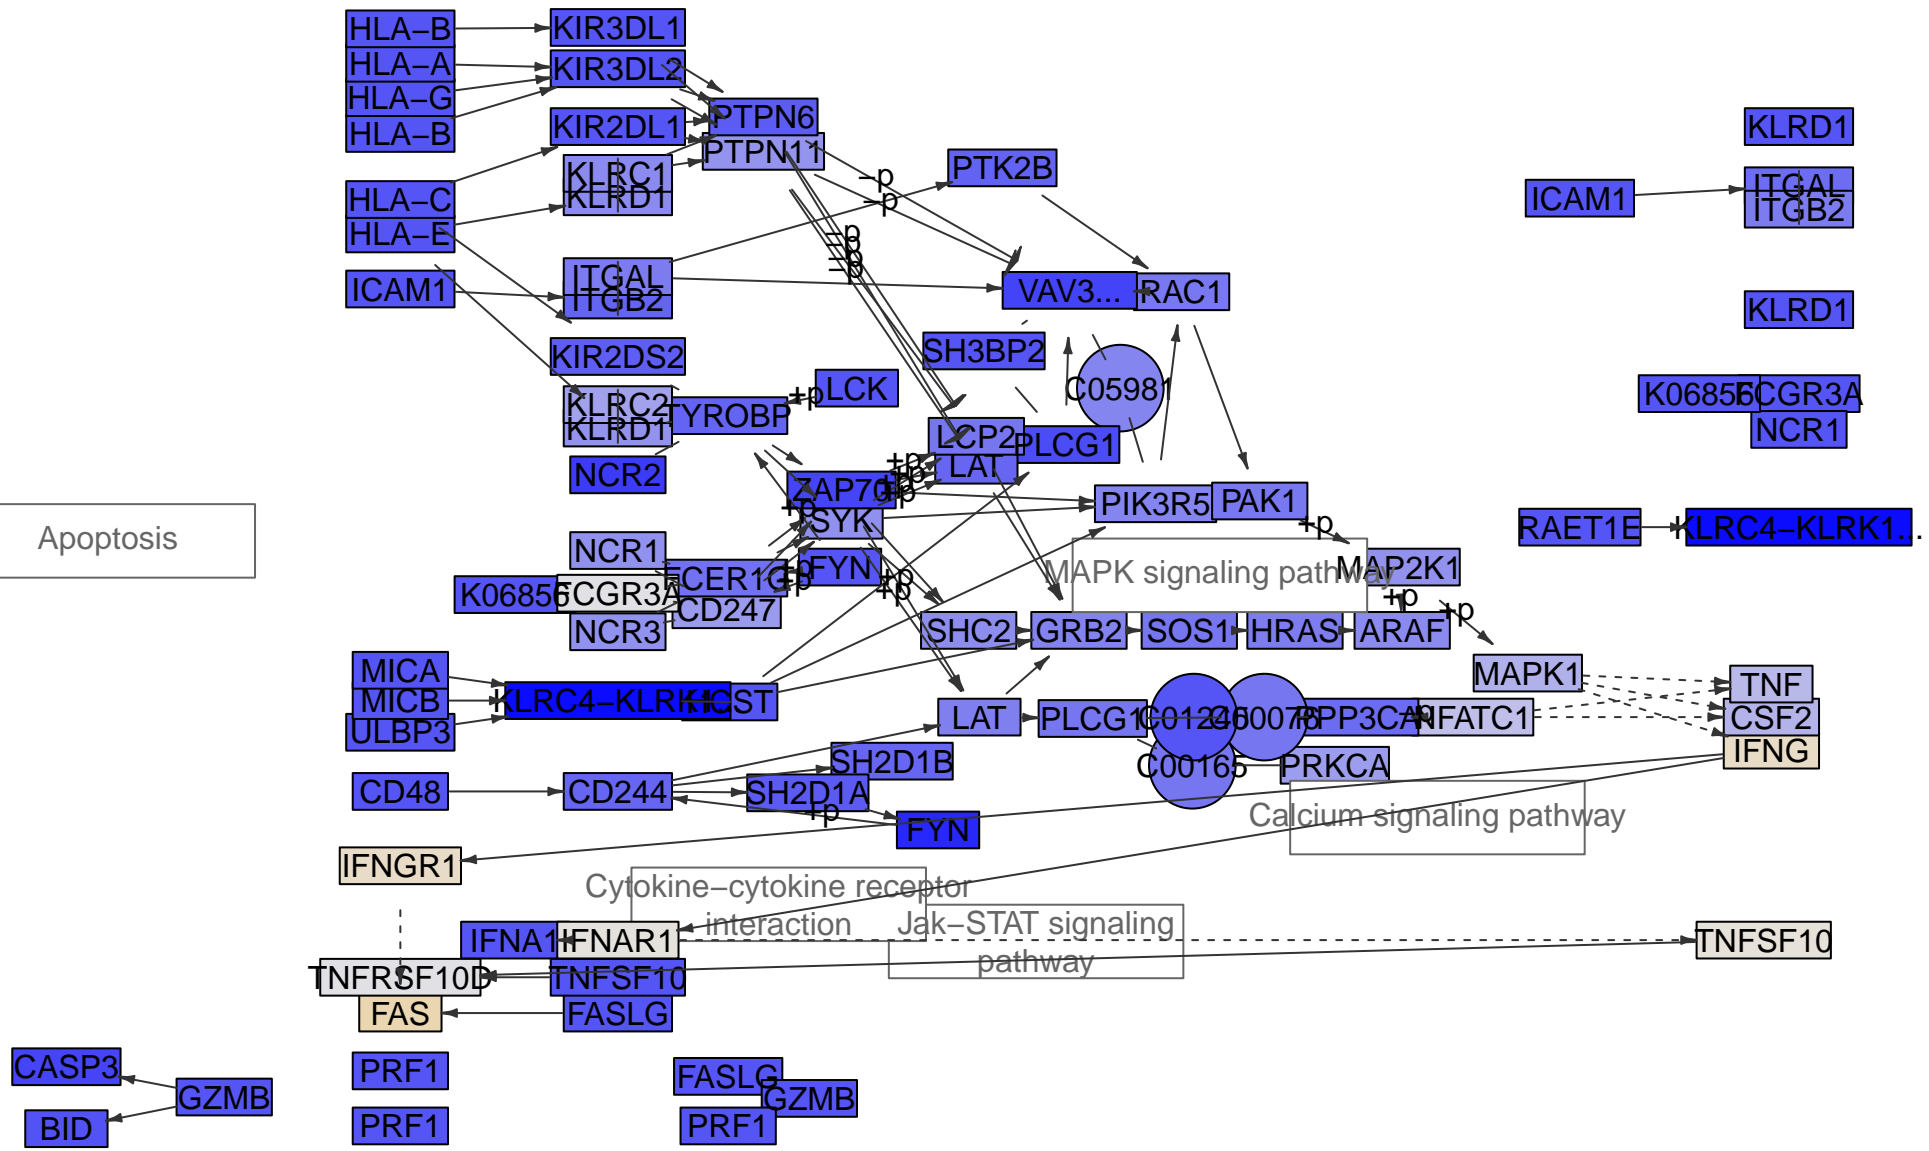 HLA−B
KIR3DL1
HLA−A
KIR3DL2
HLA−G
HLA−B
KIR2DL1
PTPN6
PTPN11
KLRC1
KLRD1
HLA−C
HLA−E
PTK2B
−p
−p
ICAM1
ITGAL
ITGB2
−p
−p
−p
−p
VAV3...
RAC1
KLRD1
ICAM1
ITGAL
ITGB2
KLRD1
KIR2DS2
SH3BP2
C05981
KLRC2
KLRD1
TYROBP
+p
LCK
LCP2
PLCG1
LAT
K06856
FCGR3A
NCR1
NCR2
ZAP70
+p
+p
+p
+p
+p
SYK
PIK3R5
PAK1
+p
Apoptosis
RAET1E
KLRC4−KLRK1...
NCR1
FCER1G
+p
+p
FYN
+p
+p
MAPK signaling pathway
MAP2K1
K06856
FCGR3A
CD247
NCR3
+p
+p
SHC2
GRB2
SOS1
HRAS
ARAF
MICA
MICB
ULBP3
KLRC4−KLRK1
HCST
MAPK1
TNF
CSF2
IFNG
LAT
PLCG1
C01245
C00076
PPP3CA
−p
NFATC1
C00165
PRKCA
SH2D1B
CD48
CD244
SH2D1A
+p
FYN
Calcium signaling pathway
IFNGR1
Cytokine−cytokine receptor
interaction
Jak−STAT signaling
pathway
IFNA1
IFNAR1
TNFSF10
TNFRSF10D
TNFSF10
FAS
FASLG
CASP3
GZMB
BID
PRF1
PRF1
FASLG
GZMB
PRF1